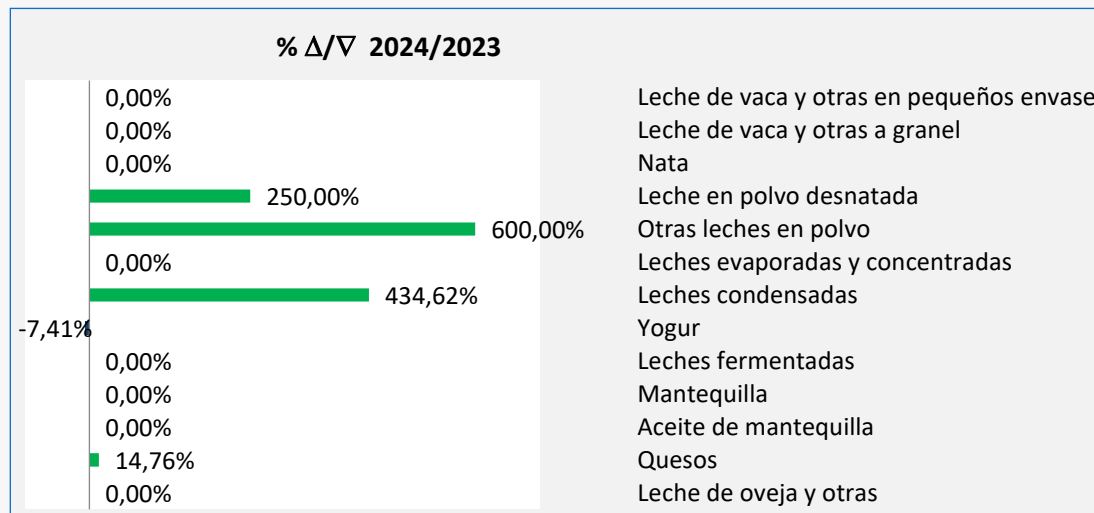 % Δ/∇ 2024/2023
0,00% Leche de vaca y otras en pequeños envase
0,00% Leche de vaca y otras a granel
0,00% Nata
250,00% Leche en polvo desnatada
600,00% Otras leches en polvo
0,00% Leches evaporadas y concentradas
434,62% Leches condensadas
-7,41% Yogur
0,00% Leches fermentadas
0,00% Mantequilla
0,00% Aceite de mantequilla
14,76% Quesos
0,00% Leche de oveja y otras